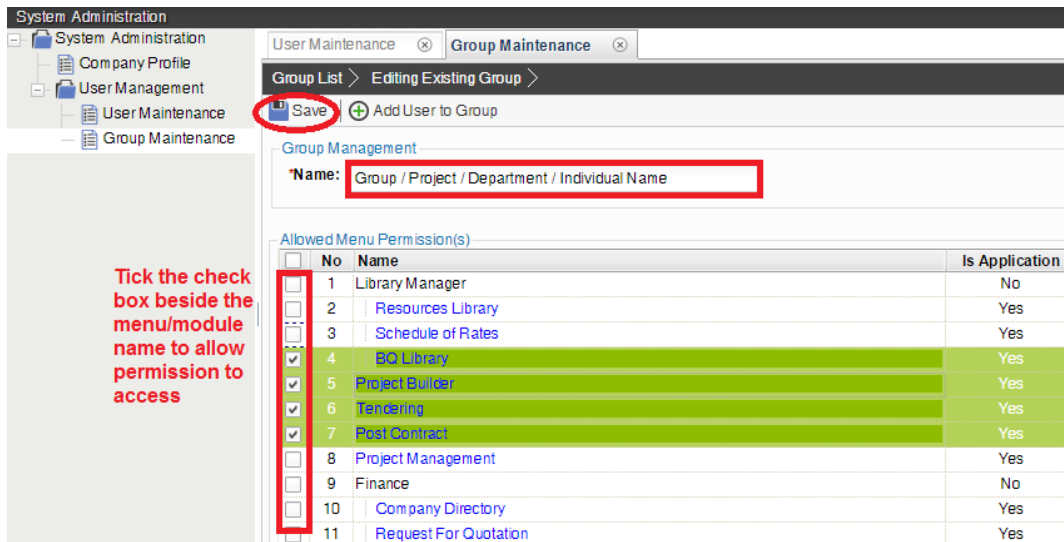 System Administration
System Administration
Company Profile
User Management
User Maintenance
Group Maintenance
User Maintenance
Group Maintenance
Group List
Editing Existing Group
Save
Add User to Group
Group Management
*Name: Group / Project / Department / Individual Name
Allowed Menu Permission(s)
No Name Is Application
1 Library Manager No
2 Resources Library Yes
3 Schedule of Rates Yes
4 BQ Library Yes
5 Project Builder Yes
6 Tendering Yes
7 Post Contract Yes
8 Project Management Yes
9 Finance No
10 Company Directory Yes
11 Request For Quotation Yes
Tick the check
box beside the
menu/module
name to allow
permission to
access